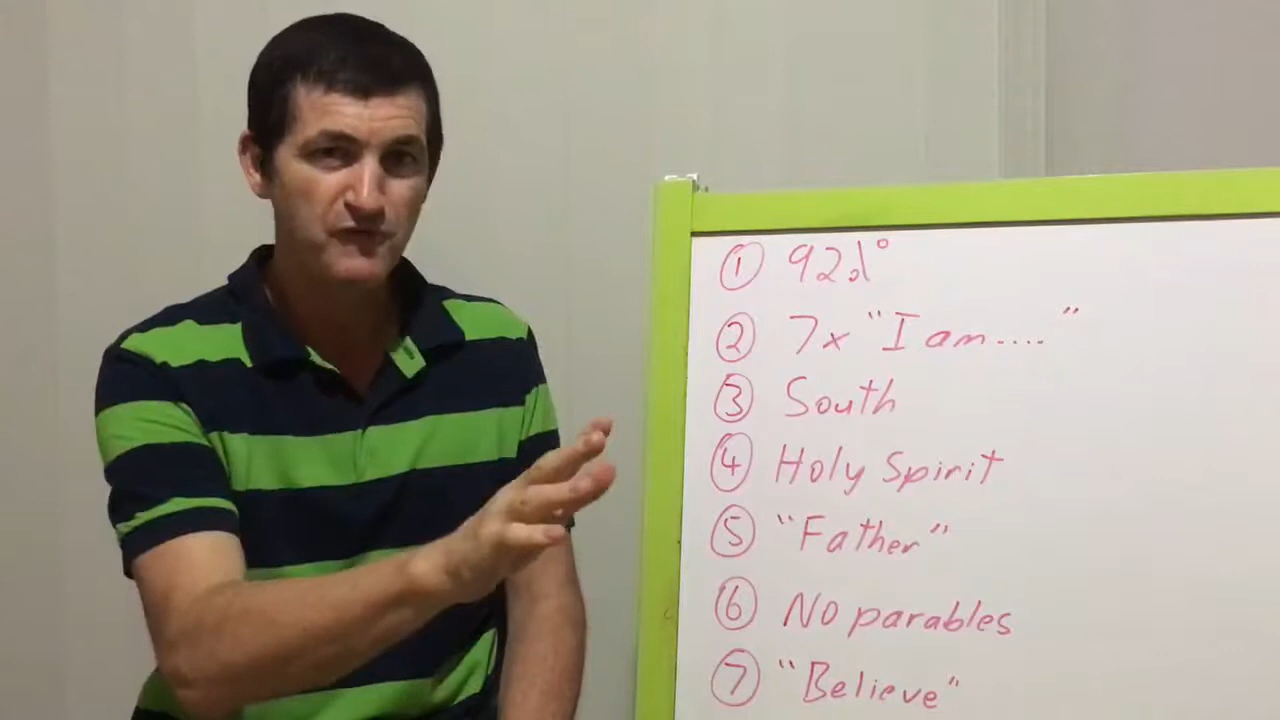 ① 92%
② 7x "I am...."
③ South
④ Holy Spirit
⑤ "Father"
⑥ No parables
⑦ "Believe"